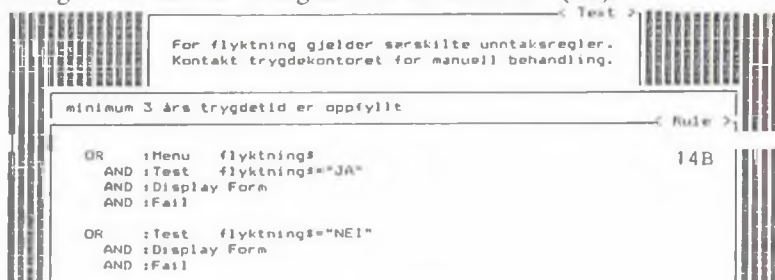 < Test >
For flyktning gjelder særskilte unntaksregler.
Kontakt trygdekontoret for manuell behandling.
minimum 3 års trygdetid er oppfyllt
< Rule >
OR :Menu flyktning$ 14B
AND :Test flyktning$="JA"
AND :Display Form
AND :Fail
OR :Test flyktning$="NEI"
AND :Display Form
AND :Fail